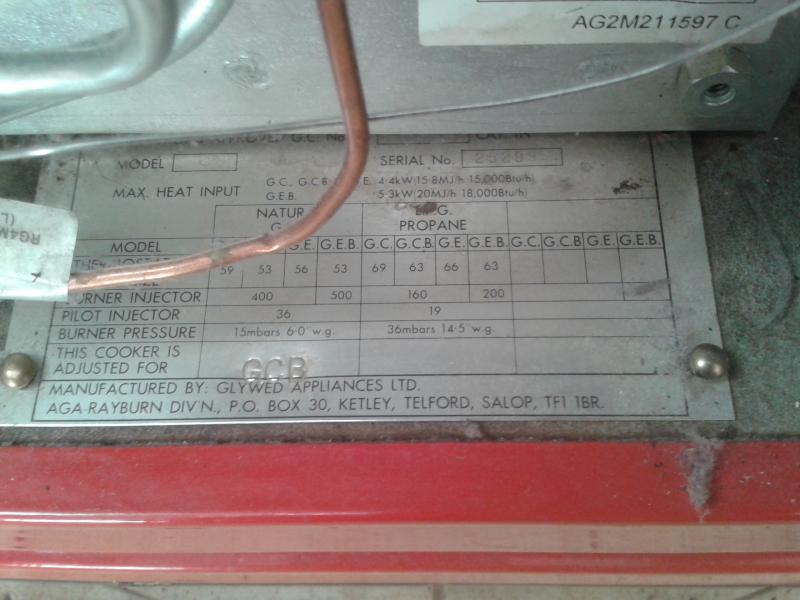 AG2M211597 C
G.C. No.
MODEL SERIAL No.
MAX. HEAT INPUT G.C., G.C.B. E. 4·4kW (15·8MJ/h 15,000Btu/h)
G.E.B. 5·3kW (20MJ/h 18,000Btu/h)
NATUR
G PROPANE
MODEL G.E. G.E.B. G.C. G.C.B. G.E. G.E.B. G.C. G.C.B G.E. G.E.B.
59 53 56 53 69 63 66 63
INJECTOR 400 500 160 200
PILOT INJECTOR 36 19
BURNER PRESSURE 15mbars 6·0 w.g. 36mbars 14·5 w.g.
THIS COOKER IS
ADJUSTED FOR GCB
MANUFACTURED BY: GLYWED APPLIANCES LTD.
AGA-RAYBURN DIV'N., P.O. BOX 30, KETLEY, TELFORD, SALOP, TF1 1BR.